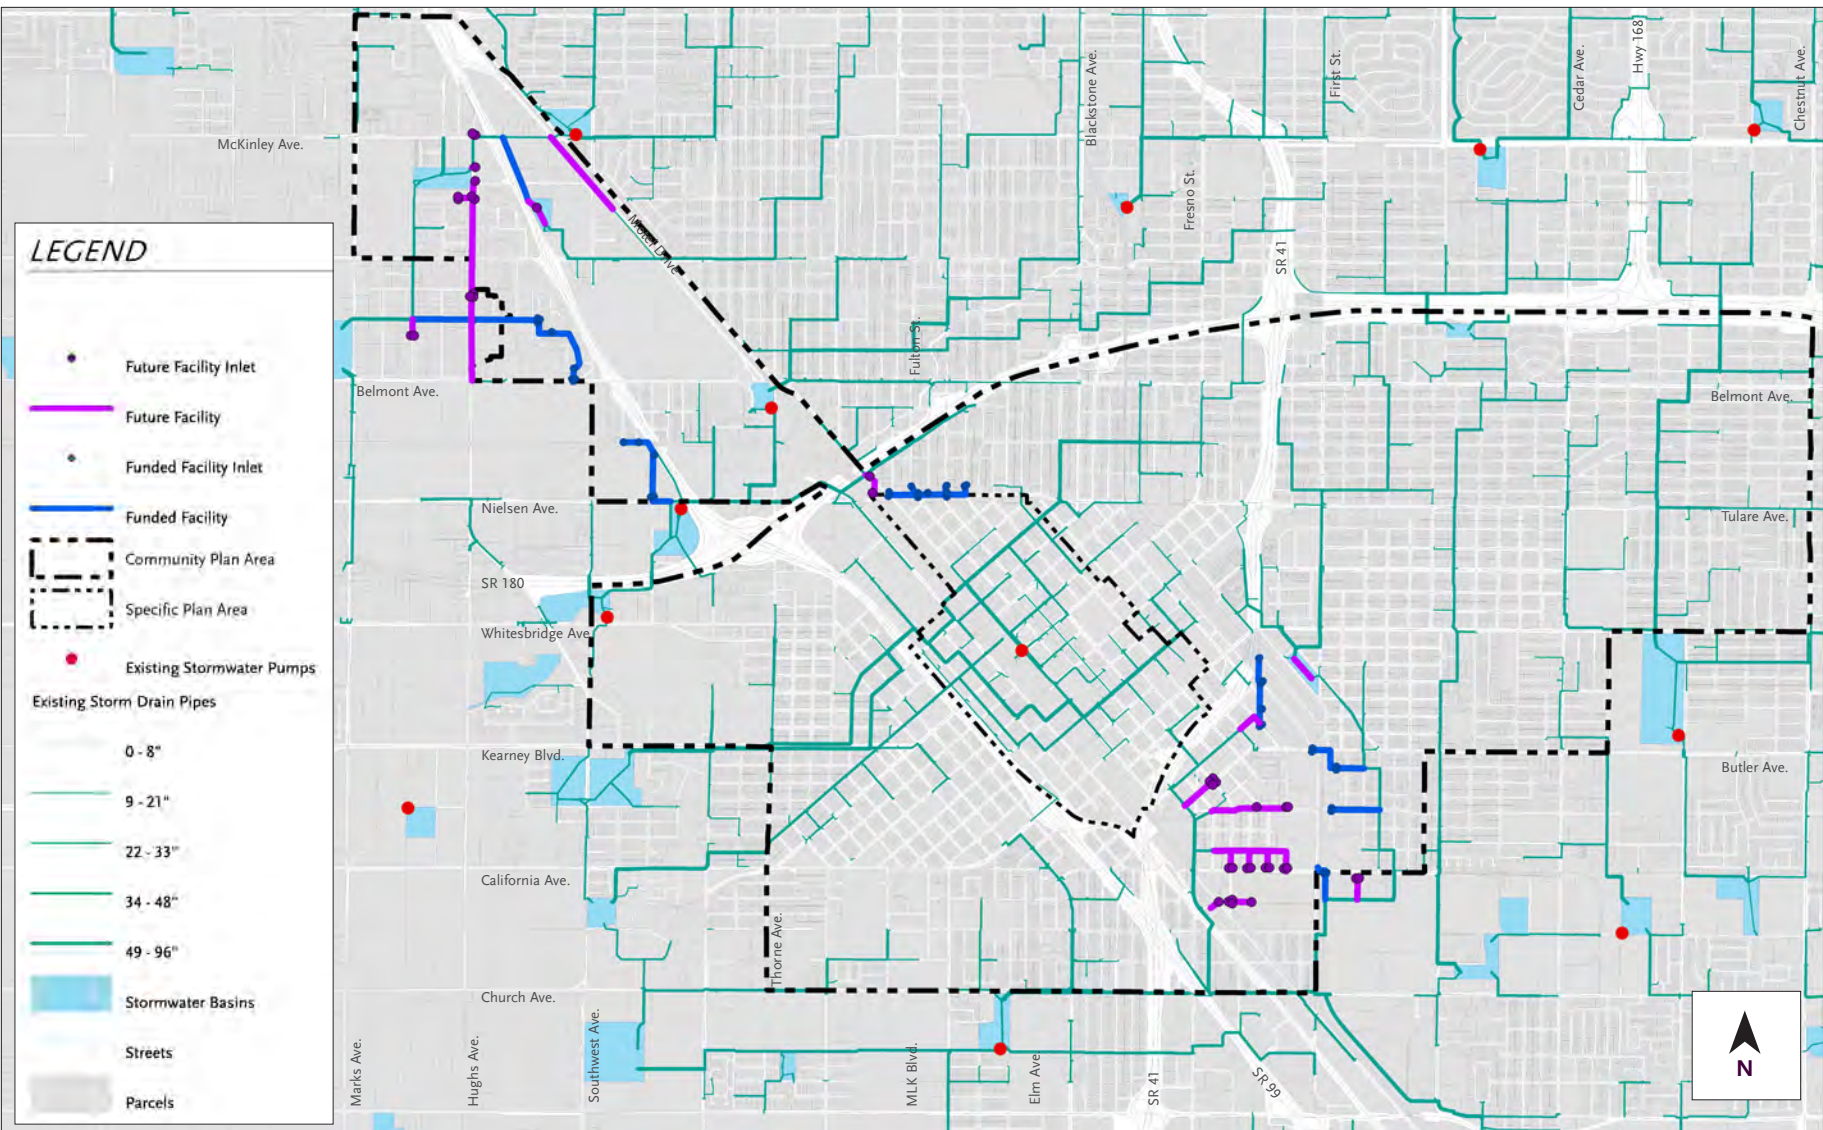 LEGEND
Future Facility Inlet
Future Facility
Funded Facility Inlet
Funded Facility
Community Plan Area
Specific Plan Area
Existing Stormwater Pumps
Existing Storm Drain Pipes
0 - 8"
9 - 21"
22 - 33"
34 - 48"
49 - 96"
Stormwater Basins
Streets
Parcels
McKinley Ave.
Belmont Ave.
Nielsen Ave.
SR 180
Whitesbridge Ave.
Kearney Blvd.
California Ave.
Church Ave.
Marks Ave.
Hughs Ave.
Southwest Ave.
Thorne Ave.
MLK Blvd.
Elm Ave.
SR 41
SR 99
Motel Drive
Fulton St.
Blackstone Ave.
Fresno St.
SR 41
First St.
Cedar Ave.
Hwy 168
Chestnut Ave.
Belmont Ave.
Tulare Ave.
Butler Ave.
N